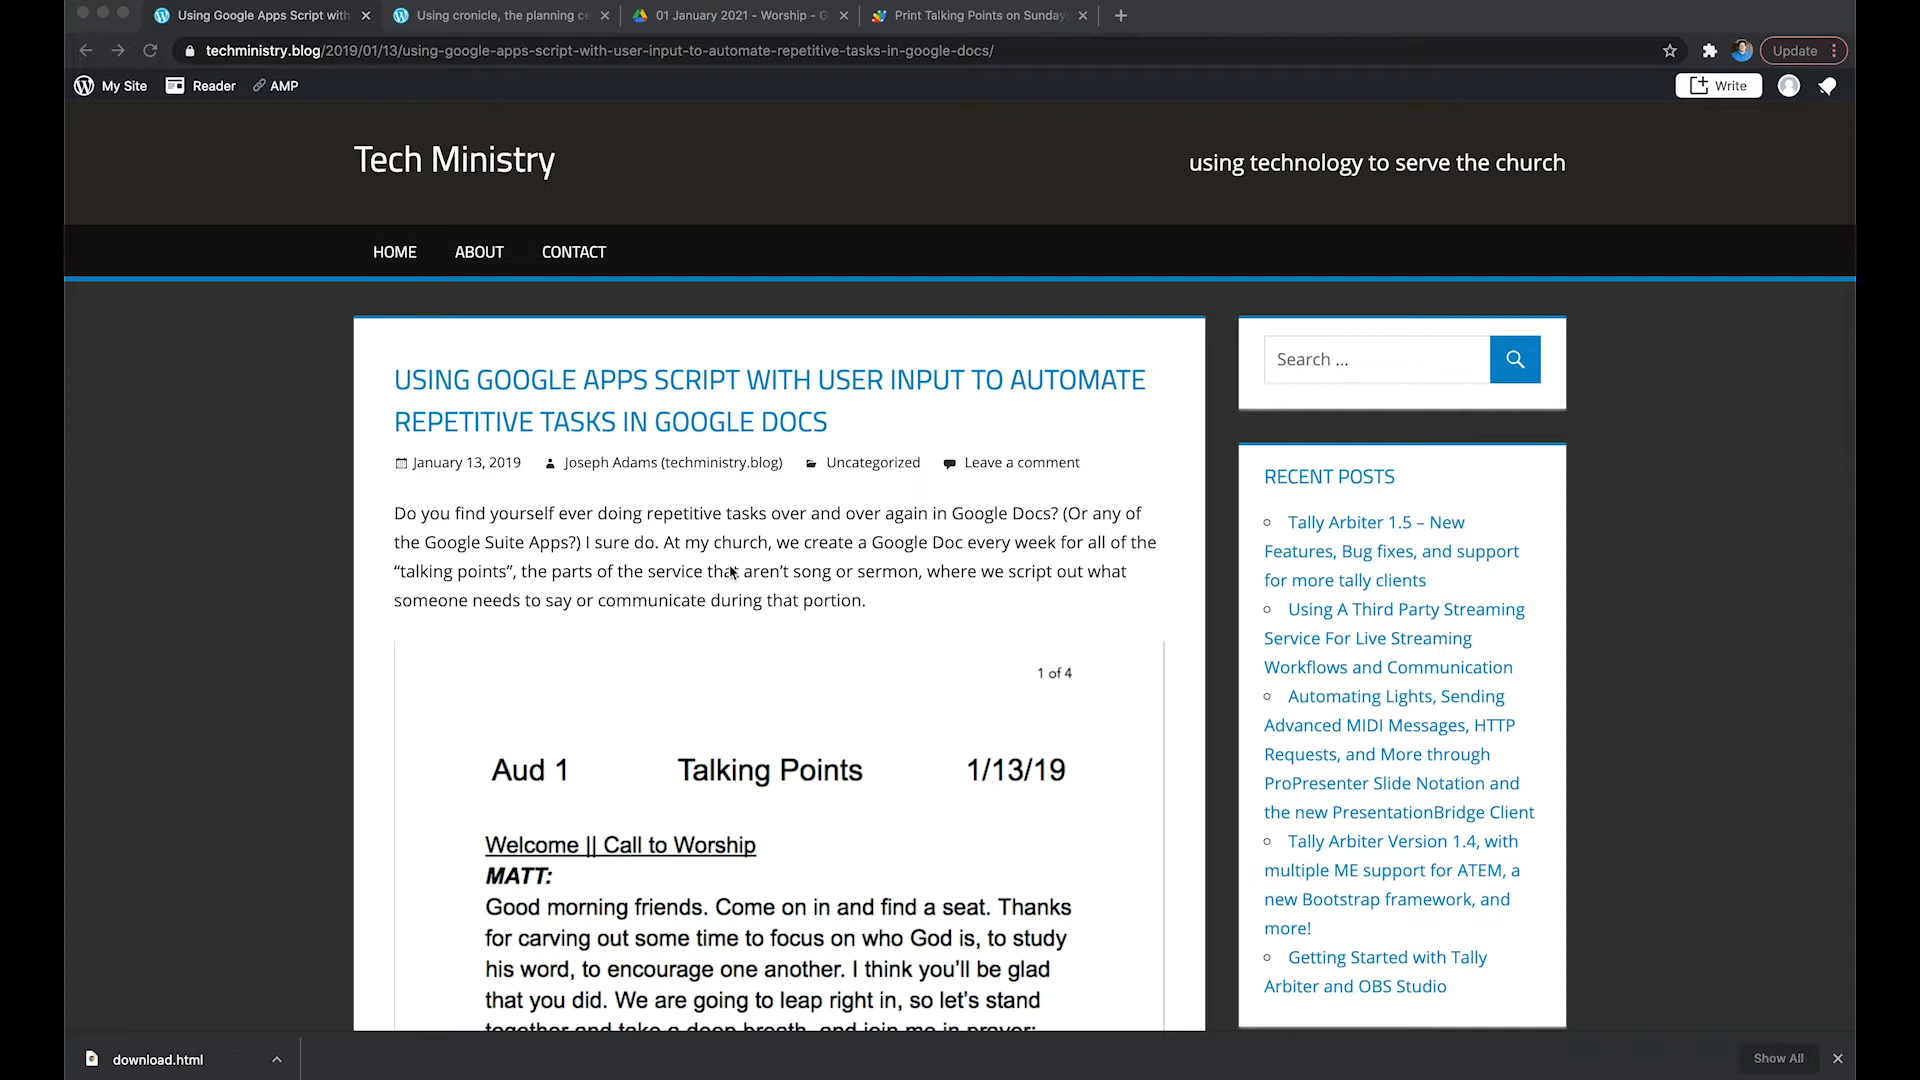 Using Google Apps Script with
Using cronicle, the planning ce
01 January 2021 - Worship - G
Print Talking Points on Sunday
techministry.blog/2019/01/13/using-google-apps-script-with-user-input-to-automate-repetitive-tasks-in-google-docs/
Update
My Site
Reader
AMP
Write
Tech Ministry
using technology to serve the church
HOME
ABOUT
CONTACT
USING GOOGLE APPS SCRIPT WITH USER INPUT TO AUTOMATE
REPETITIVE TASKS IN GOOGLE DOCS
January 13, 2019 Joseph Adams (techministry.blog) Uncategorized Leave a comment
Do you find yourself ever doing repetitive tasks over and over again in Google Docs? (Or any of
the Google Suite Apps?) I sure do. At my church, we create a Google Doc every week for all of the
“talking points”, the parts of the service that aren’t song or sermon, where we script out what
someone needs to say or communicate during that portion.
1 of 4
Aud 1 Talking Points 1/13/19
Welcome || Call to Worship
MATT:
Good morning friends. Come on in and find a seat. Thanks
for carving out some time to focus on who God is, to study
his word, to encourage one another. I think you’ll be glad
that you did. We are going to leap right in, so let’s stand
together and take a deep breath, and join me in prayer:
Search ...
RECENT POSTS
Tally Arbiter 1.5 – New
Features, Bug fixes, and support
for more tally clients
Using A Third Party Streaming
Service For Live Streaming
Workflows and Communication
Automating Lights, Sending
Advanced MIDI Messages, HTTP
Requests, and More through
ProPresenter Slide Notation and
the new PresentationBridge Client
Tally Arbiter Version 1.4, with
multiple ME support for ATEM, a
new Bootstrap framework, and
more!
Getting Started with Tally
Arbiter and OBS Studio
download.html
Show All